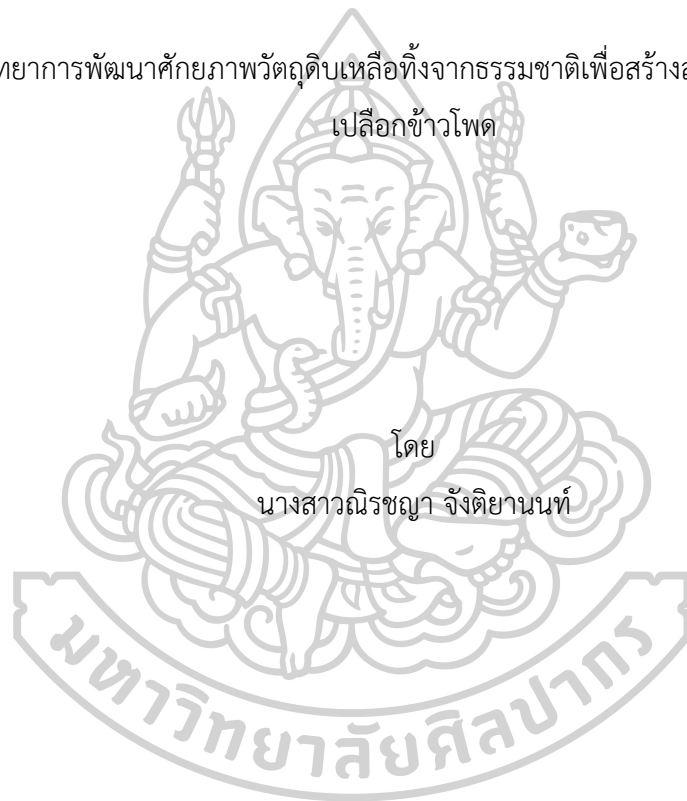 ทยาการพัฒนาศักยภาพวัตถุดิบเหลือทิ้งจากธรรมชาติเพื่อสร้าง
เปลือกข้าวโพด
โดย
นางสาวณิรชญา จังติยานนท์
มหาวิทยาลัยศิลปากร